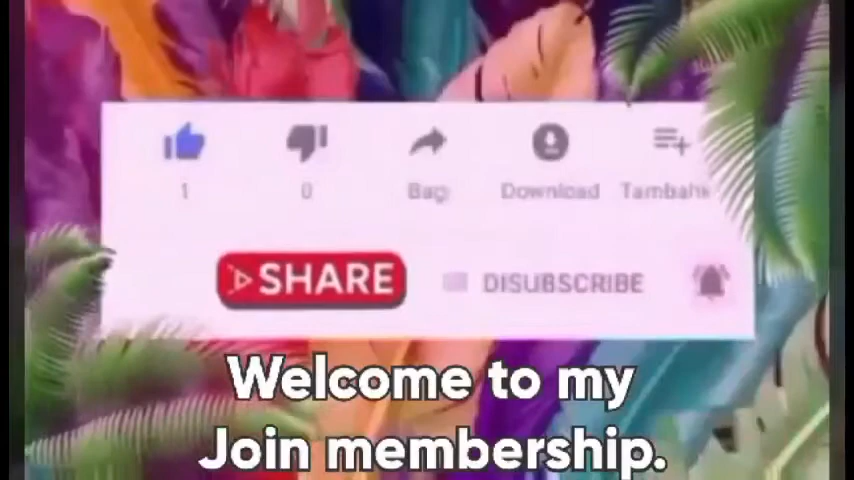 1 0 Bagi Download Tambahk
SHARE DISUBSCRIBE
Welcome to my
Join membership.